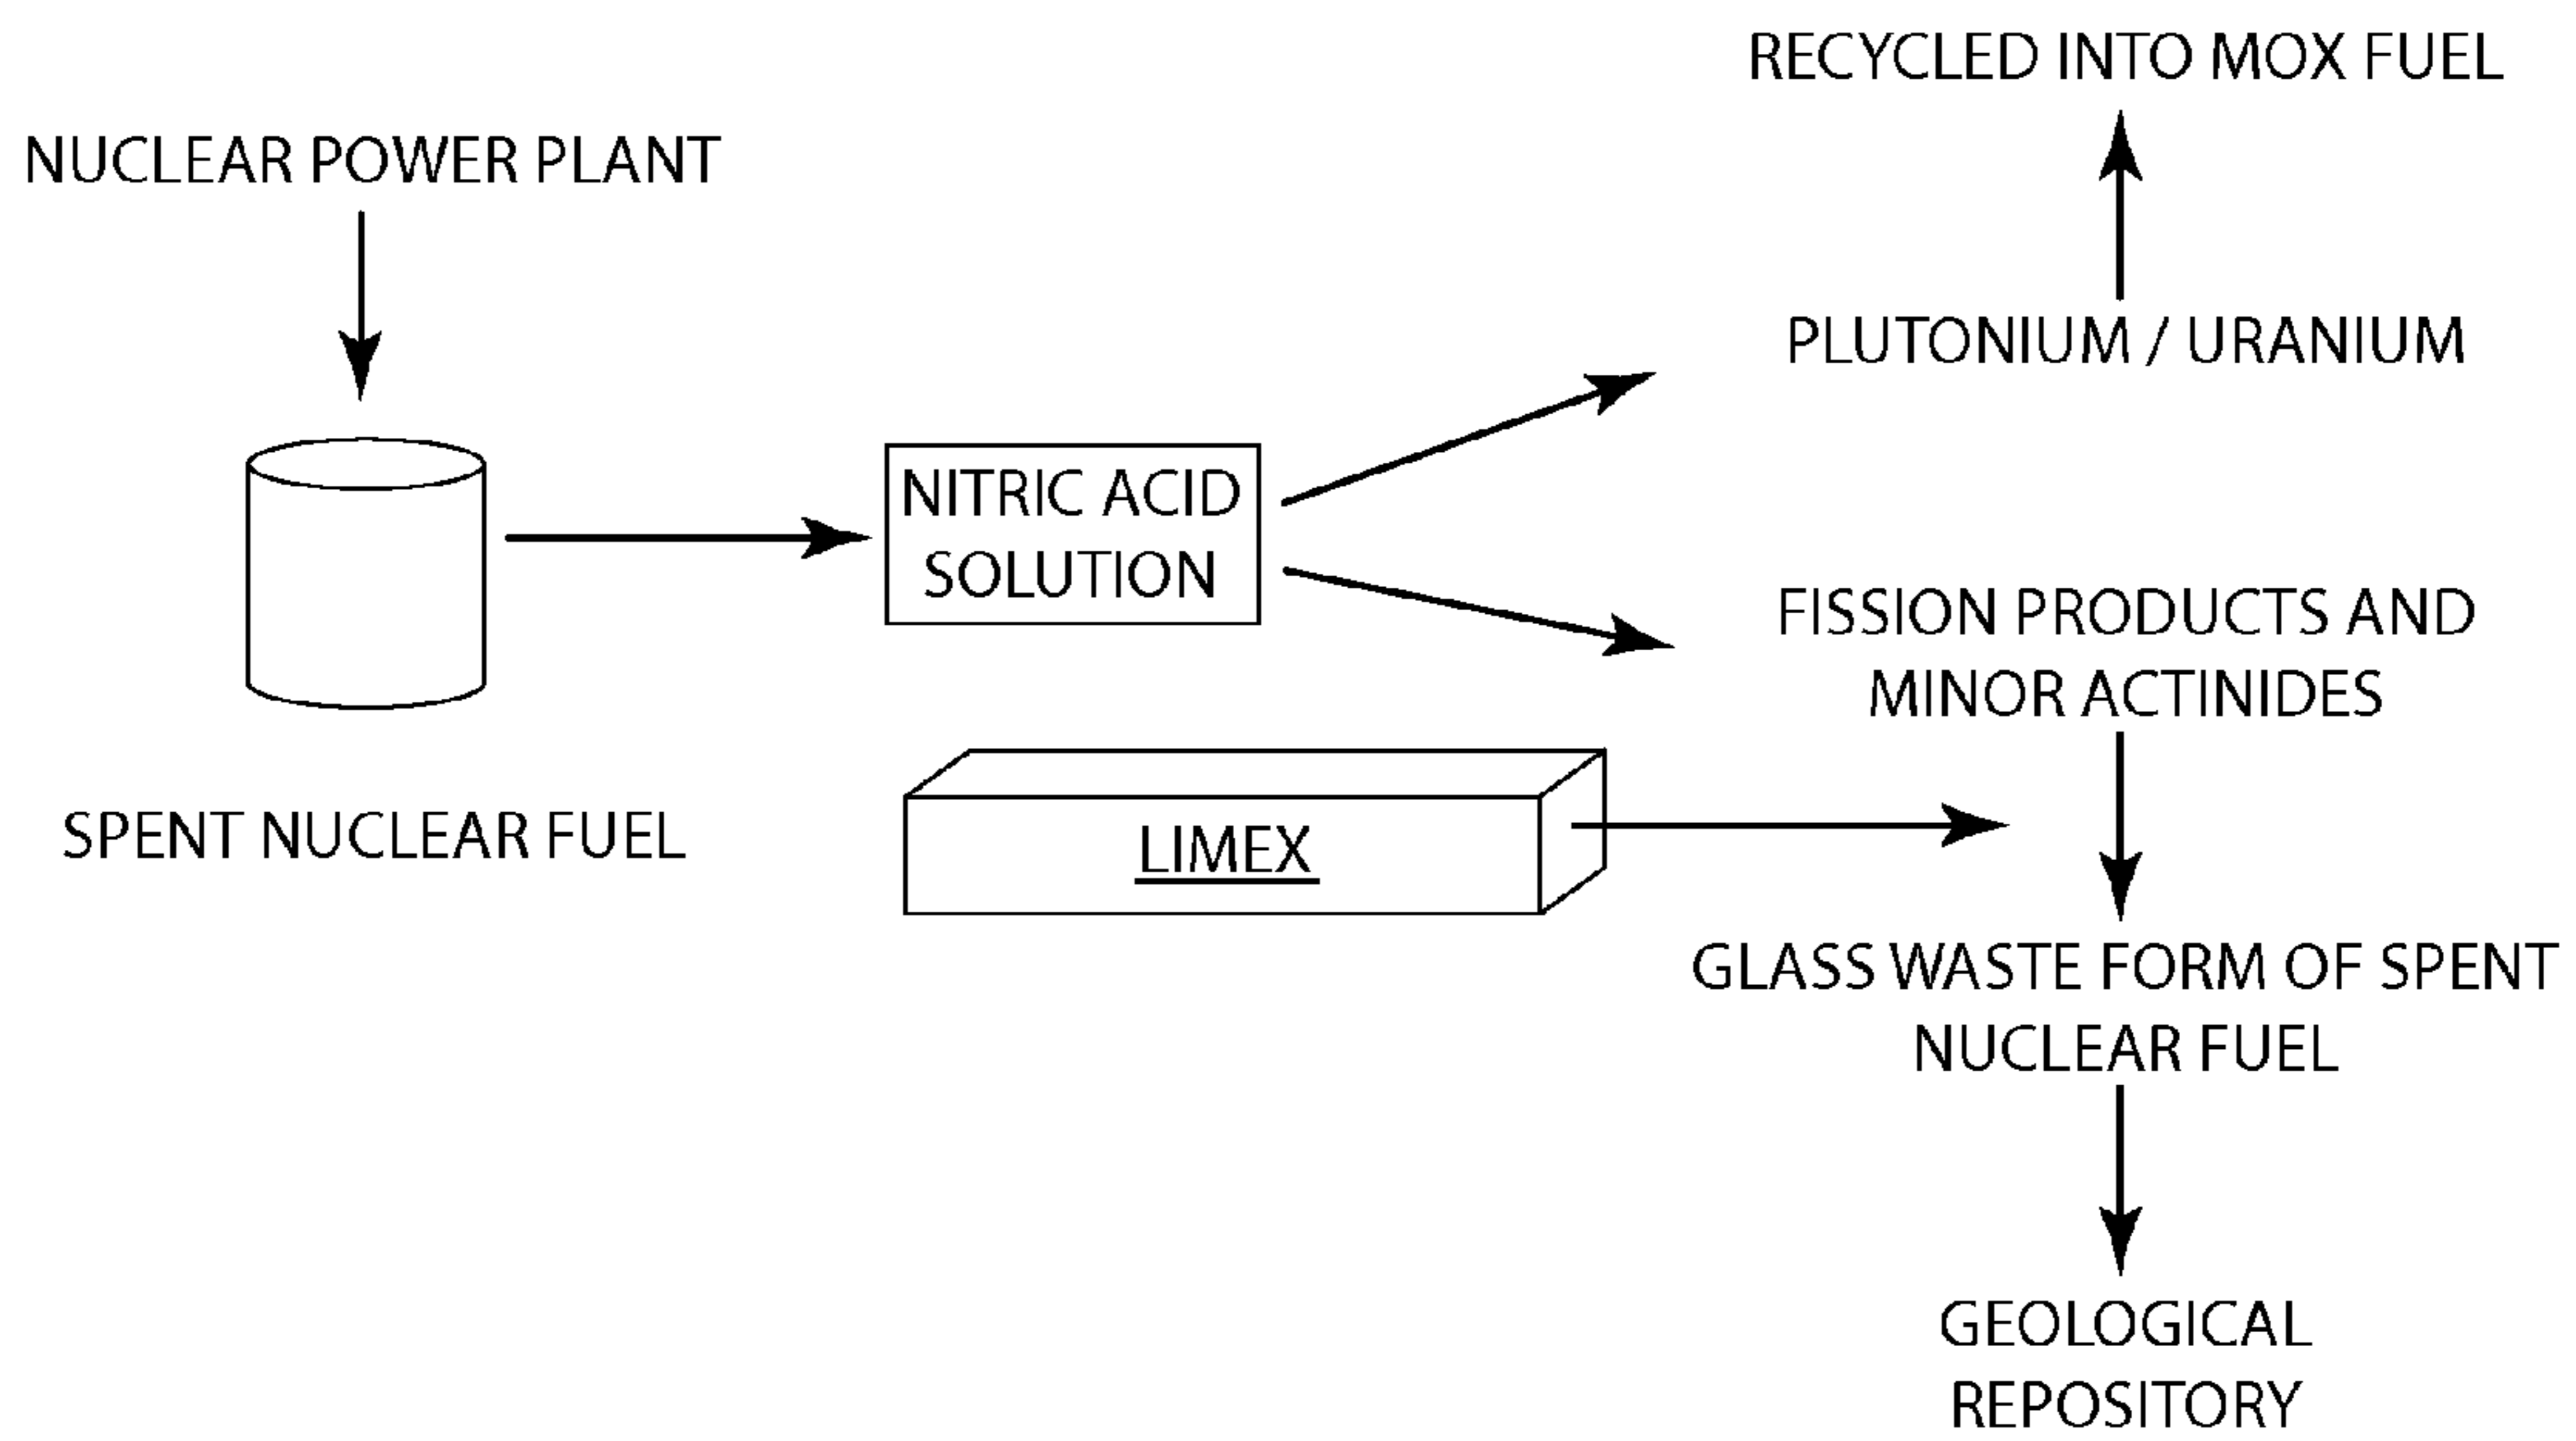 NUCLEAR POWER PLANT
SPENT NUCLEAR FUEL
NITRIC ACID
SOLUTION
RECYCLED INTO MOX FUEL
PLUTONIUM / URANIUM
FISSION PRODUCTS AND
MINOR ACTINIDES
LIMEX
GLASS WASTE FORM OF SPENT
NUCLEAR FUEL
GEOLOGICAL
REPOSITORY